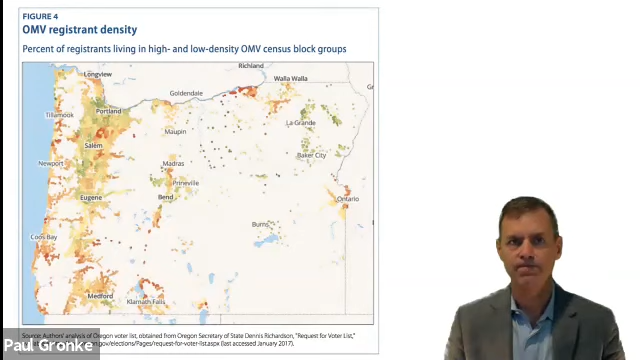 FIGURE 4
OMV registrant density
Percent of registrants living in high- and low-density OMV census block groups
Richland
Longview
Walla Walla
Goldendale
Portland
Tillamook
La Grande
Maupin
Salem
Baker City
Newport
Madras
Prineville
Eugene
Bend
Ontario
Coos Bay
Burns
Medford
Klamath Falls
Source: Authors' analysis of Oregon voter list, obtained from Oregon Secretary of State Dennis Richardson, "Request for Voter List,"
on.gov/elections/Pages/request-for-voter-list.aspx (last accessed January 2017).
Paul Gronke